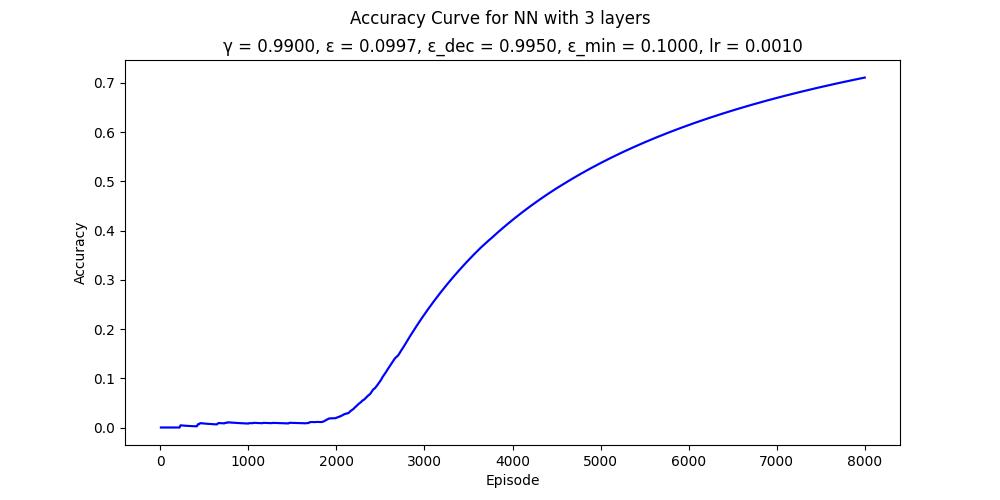 Accuracy Curve for NN with 3 layers
γ = 0.9900, ε = 0.0997, ε_dec = 0.9950, ε_min = 0.1000, lr = 0.0010
0.7
0.6
0.5
0.4
0.3
0.2
0.1
0.0
Accuracy
0 1000 2000 3000 4000 5000 6000 7000 8000
Episode